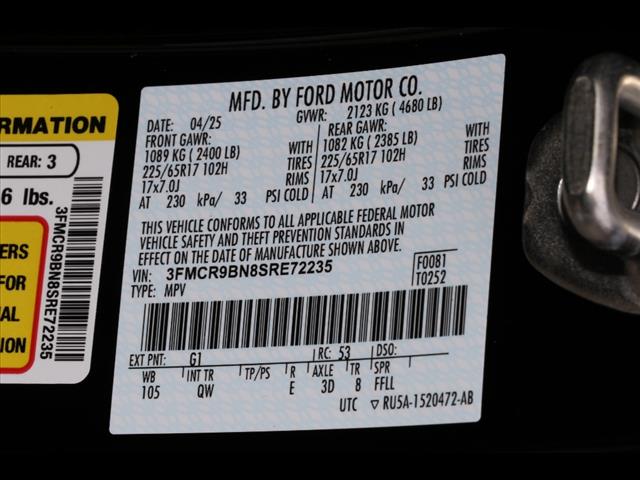 ORMATION
REAR: 3
6 lbs.
ERS
FOR
AL
ION
3FMCR9BN8SRE72235
MFD. BY FORD MOTOR CO.
DATE: 04/25 GVWR: 2123 KG (4680 LB)
FRONT GAWR: REAR GAWR:
1089 KG (2400 LB) WITH 1082 KG (2385 LB) WITH
225/65R17 102H TIRES 225/65R17 102H TIRES
17x7.0J RIMS 17x7.0J RIMS
AT 230 kPa/ 33 PSI COLD AT 230 kPa/ 33 PSI COLD
THIS VEHICLE CONFORMS TO ALL APPLICABLE FEDERAL MOTOR
VEHICLE SAFETY AND THEFT PREVENTION STANDARDS IN
EFFECT ON THE DATE OF MANUFACTURE SHOWN ABOVE.
VIN: 3FMCR9BN8SRE72235 F0081
TYPE: MPV T0252
EXT PNT: G1 RC: 53 DSO:
WB INT TR TP/PS R AXLE TR SPR
105 QW E 3D 8 FFLL
UTC ▽ RU5A-1520472-AB